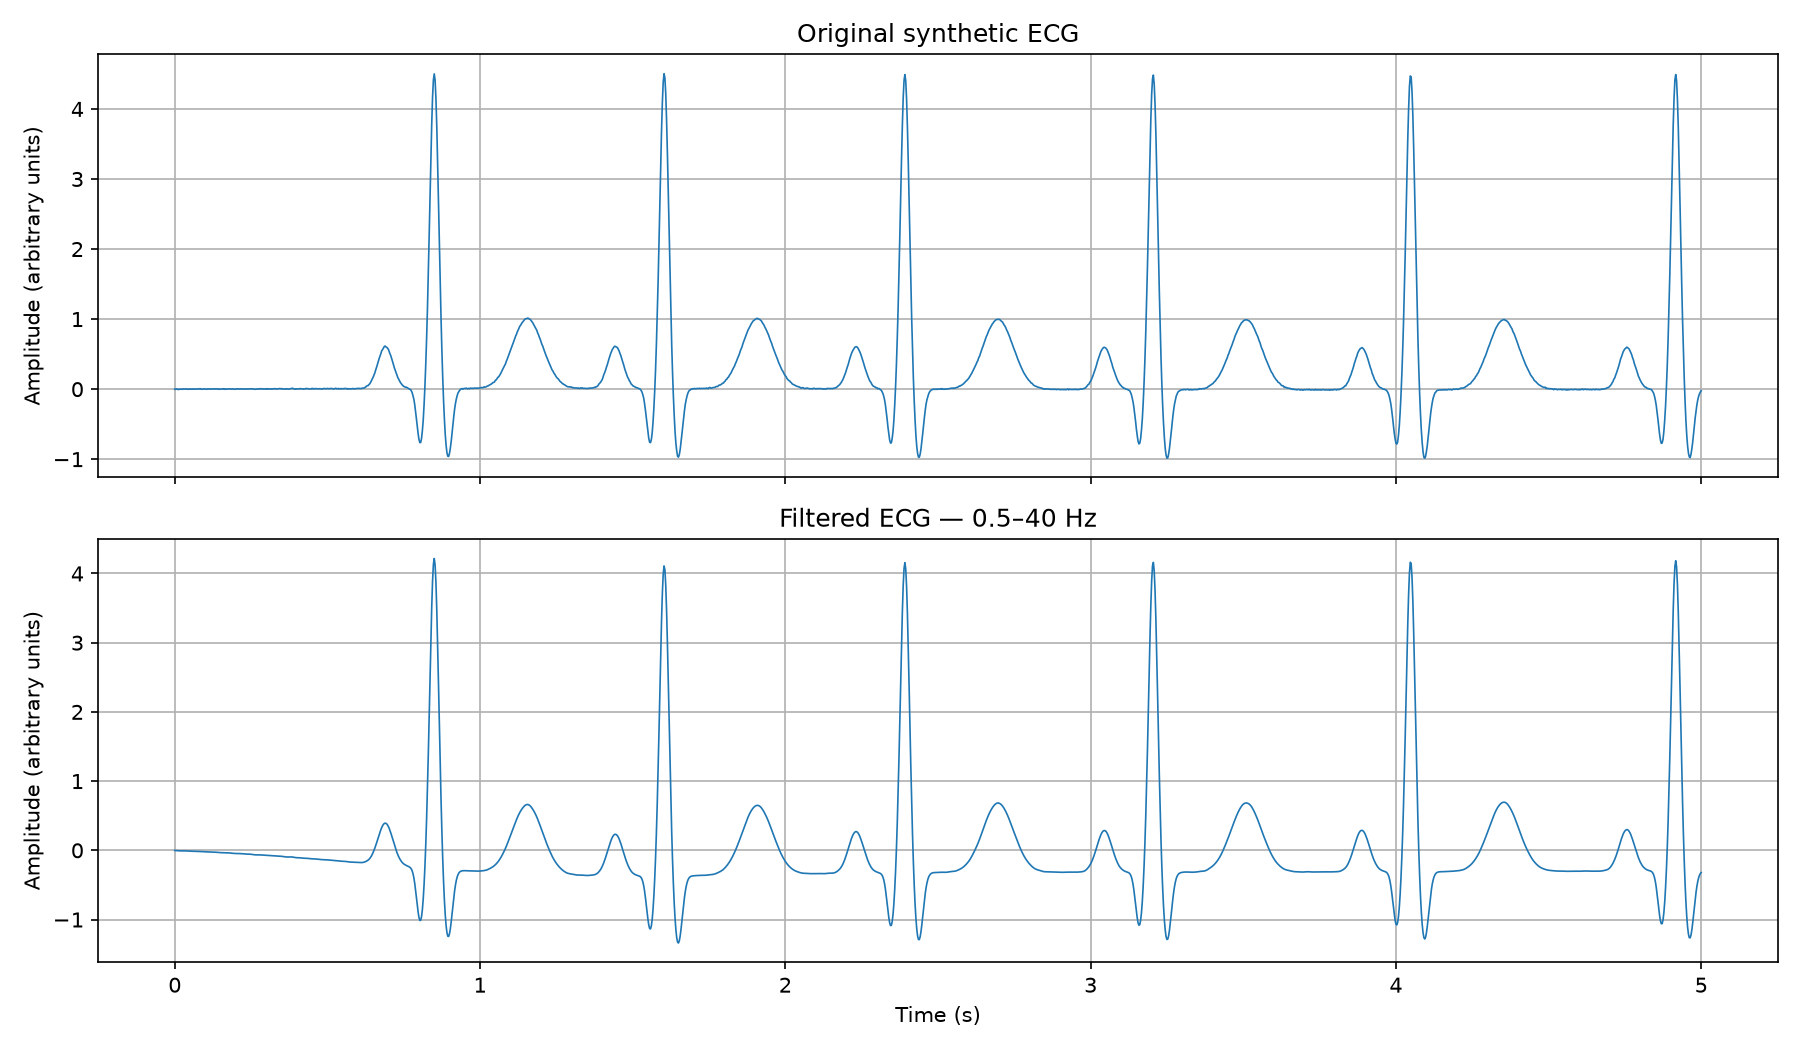 Original synthetic ECG
Amplitude (arbitrary units)
4
3
2
1
0
−1
Filtered ECG — 0.5–40 Hz
Amplitude (arbitrary units)
4
3
2
1
0
−1
0 1 2 3 4 5
Time (s)